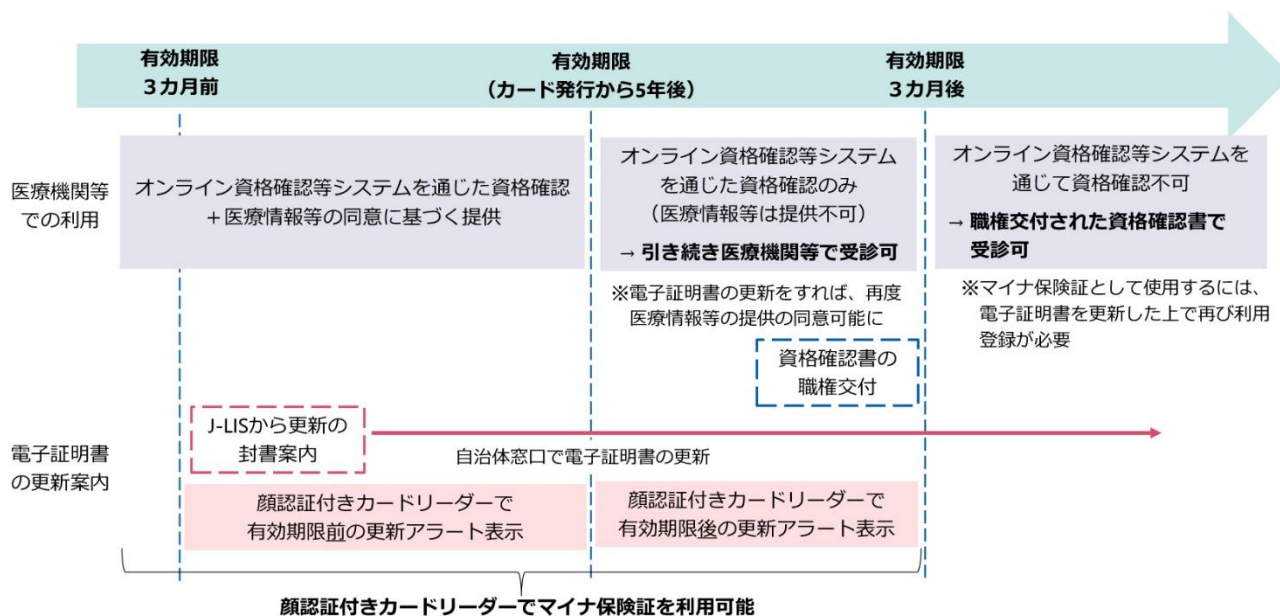 有効期限
３カ月前
有効期限
（カード発行から5年後）
有効期限
３カ月後
医療機関等
での利用
オンライン資格確認等システムを通じた資格確認
＋医療情報等の同意に基づく提供
オンライン資格確認等システム
を通じた資格確認のみ
（医療情報等は提供不可）
→ 引き続き医療機関等で受診可
オンライン資格確認等システムを
通じて資格確認不可
→ 職権交付された資格確認書で
受診可
※電子証明書の更新をすれば、再度
医療情報等の提供の同意可能に
※マイナ保険証として使用するには、
電子証明書を更新した上で再び利用
登録が必要
資格確認書の
職権交付
電子証明書
の更新案内
J-LISから更新の
封書案内
自治体窓口で電子証明書の更新
顔認証付きカードリーダーで
有効期限前の更新アラート表示
顔認証付きカードリーダーで
有効期限後の更新アラート表示
顔認証付きカードリーダーでマイナ保険証を利用可能